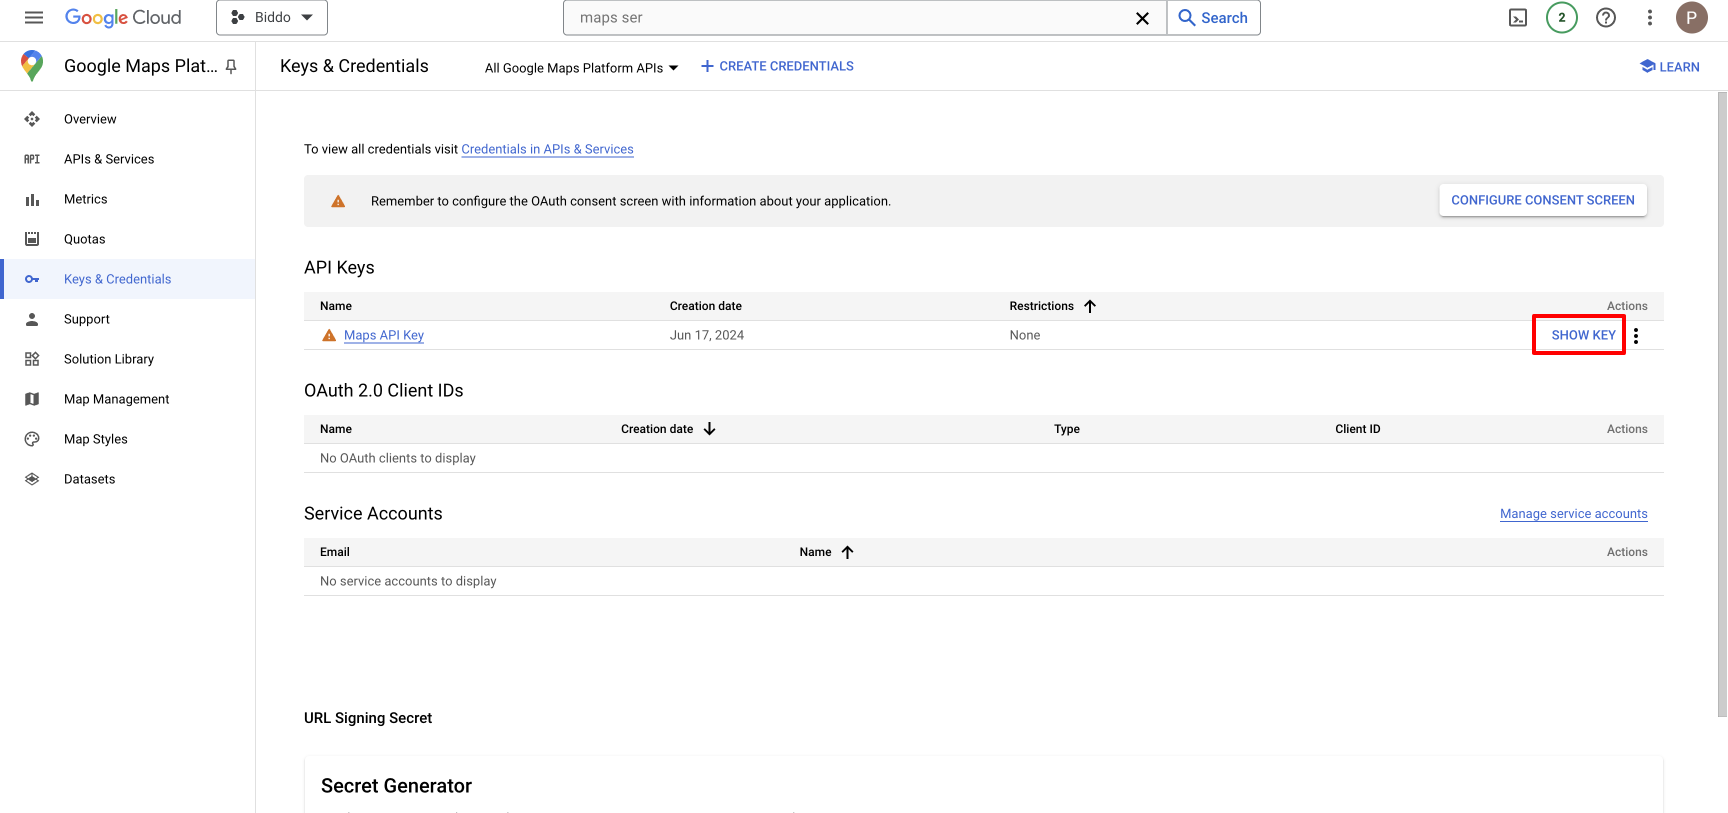 Google Cloud
Biddo
maps ser
Search
2
P
Google Maps Plat...
Keys & Credentials
All Google Maps Platform APIs
CREATE CREDENTIALS
LEARN
Overview
API APIs & Services
Metrics
Quotas
Keys & Credentials
Support
Solution Library
Map Management
Map Styles
Datasets
To view all credentials visit Credentials in APIs & Services
Remember to configure the OAuth consent screen with information about your application.
CONFIGURE CONSENT SCREEN
API Keys
Name Creation date Restrictions Actions
Maps API Key Jun 17, 2024 None SHOW KEY
OAuth 2.0 Client IDs
Name Creation date Type Client ID Actions
No OAuth clients to display
Service Accounts
Manage service accounts
Email Name Actions
No service accounts to display
URL Signing Secret
Secret Generator